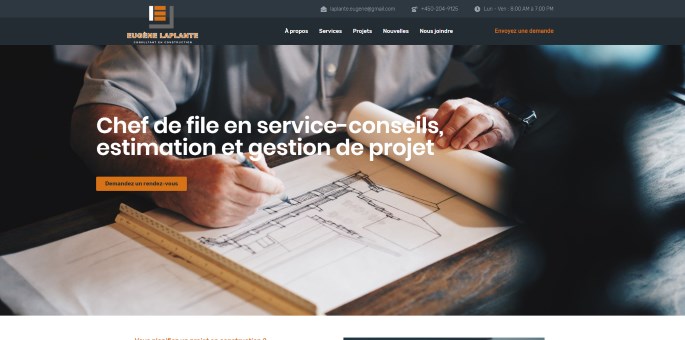 laplante.eugene@gmail.com
+450-204-9125
Lun - Ven : 8:00 AM à 7:00 PM
EUGÈNE LAPLANTE
CONSULTANT EN CONSTRUCTION
À propos
Services
Projets
Nouvelles
Nous joindre
Envoyez une demande
Chef de file en service-conseils,
estimation et gestion de projet
Demandez un rendez-vous